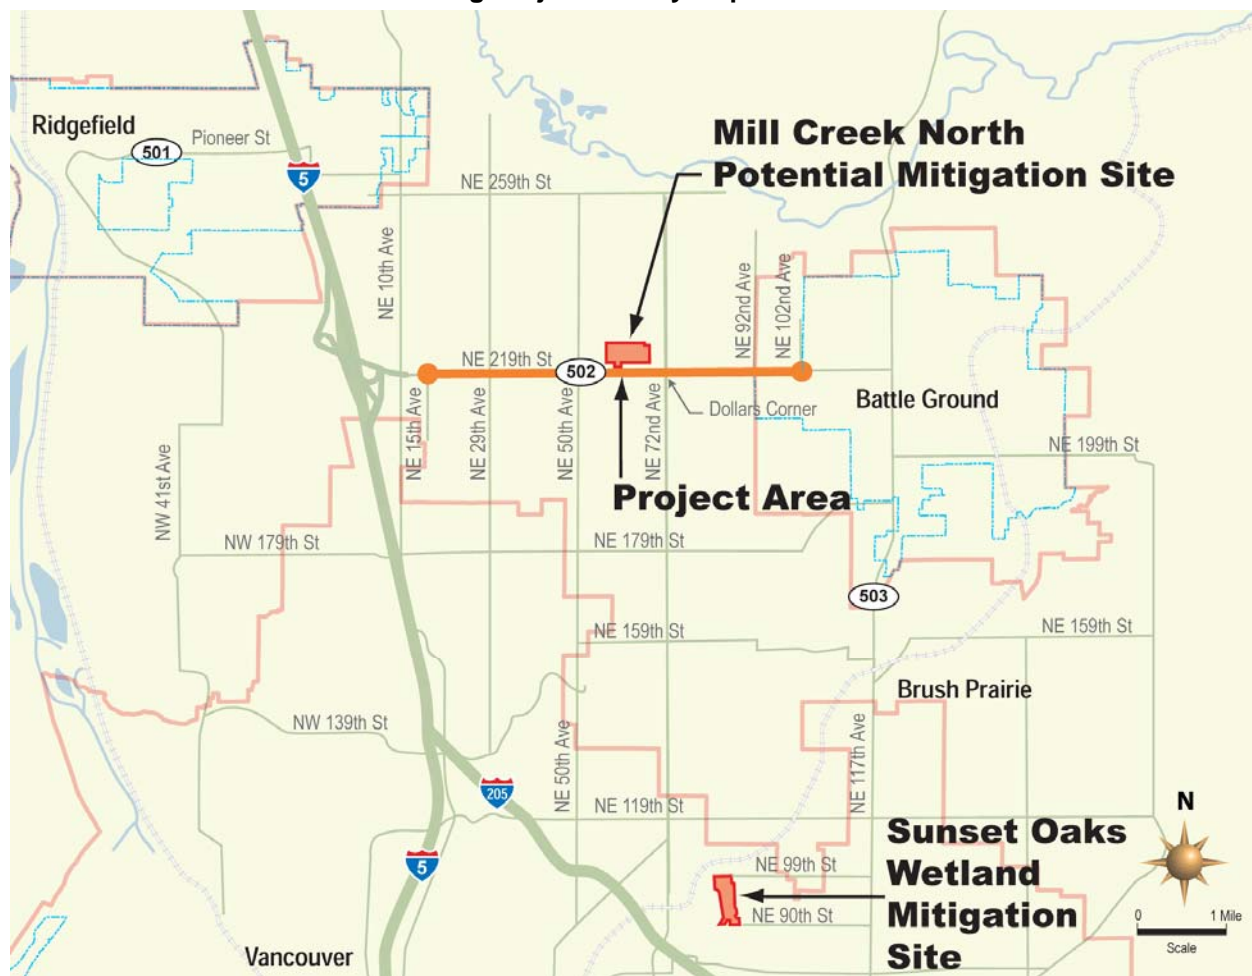 Ridgefield
501
Pioneer St
5
NE 259th St
Mill Creek North
Potential Mitigation Site
NE 10th Ave
NE 92nd Ave
NE 102nd Ave
NE 219th St
502
Dollars Corner
Battle Ground
NE 15th Ave
NE 29th Ave
NE 50th Ave
NE 72nd Ave
NW 41st Ave
NE 199th St
Project Area
NW 179th St
NE 179th St
503
NE 159th St
NE 159th St
Brush Prairie
NW 139th St
NE 50th Ave
NE 117th Ave
205
NE 119th St
N
5
Sunset Oaks
Wetland
Mitigation
Site
NE 99th St
NE 90th St
0 1 Mile
Scale
Vancouver